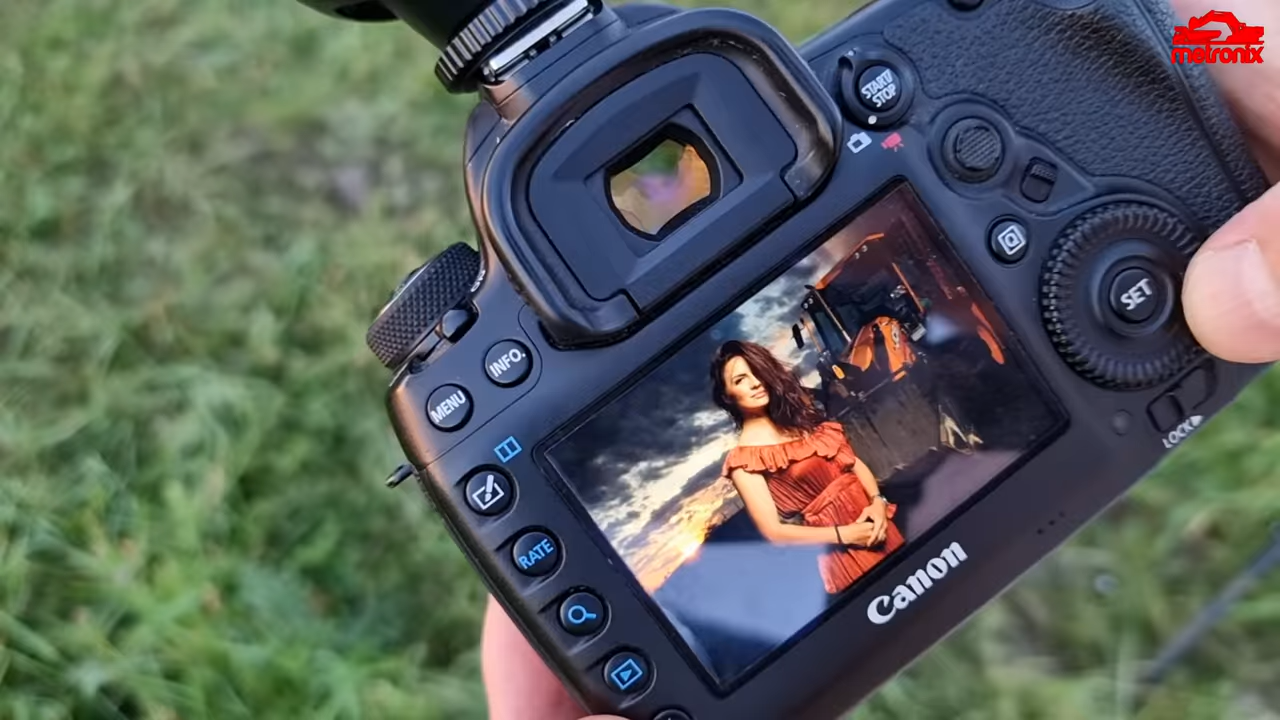 metronix
START/
STOP
Q
SET
INFO.
MENU
LOCK▶
RATE
Canon